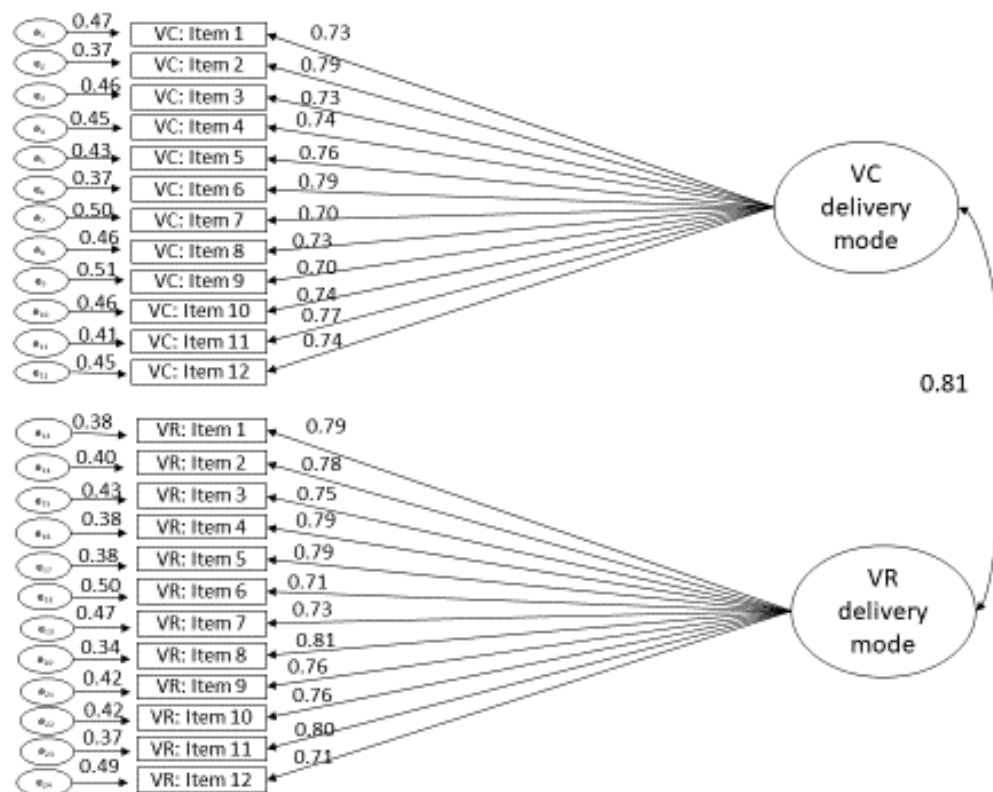 0.47 VC: Item 1 0.73
0.37 VC: Item 2 0.79
0.46 VC: Item 3 0.73
0.45 VC: Item 4 0.74
0.43 VC: Item 5 0.76
0.37 VC: Item 6 0.79
0.50 VC: Item 7 0.70
0.46 VC: Item 8 0.73
0.51 VC: Item 9 0.70
0.46 VC: Item 10 0.74
0.41 VC: Item 11 0.77
0.45 VC: Item 12 0.74
VC
delivery
mode
0.81
0.38 VR: Item 1 0.79
0.40 VR: Item 2 0.78
0.43 VR: Item 3 0.75
0.38 VR: Item 4 0.79
0.38 VR: Item 5 0.79
0.50 VR: Item 6 0.71
0.47 VR: Item 7 0.73
0.34 VR: Item 8 0.81
0.42 VR: Item 9 0.76
0.42 VR: Item 10 0.76
0.37 VR: Item 11 0.80
0.49 VR: Item 12 0.71
VR
delivery
mode